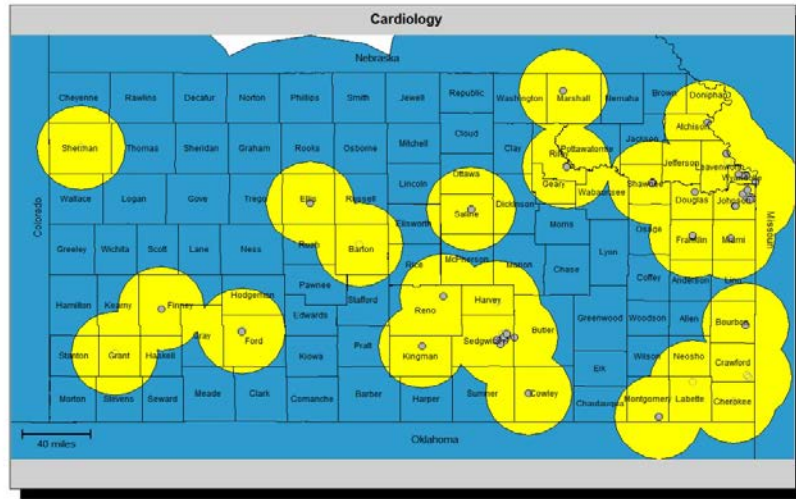 Cardiology
Nebraska
Cheyenne Rawlins Decatur Norton Phillips Smith Jewell Republic Washington Marshall Nemaha Brown Doniphan
Atchison
Sherman Thomas Sheridan Graham Rooks Osborne Mitchell Cloud Clay Riley Pottawatomie Jackson Jefferson Leavenworth
Wyandotte
Ottawa
Lincoln
Geary Wabaunsee Shawnee Douglas Johnson
Wallace Logan Gove Trego Ellis Russell Saline Dickinson
Morris Osage
Ellsworth
Franklin Miami
Colorado
Missouri
Greeley Wichita Scott Lane Ness Rush Barton Rice McPherson Marion Chase Lyon
Coffey Anderson Linn
Pawnee
Hamilton Kearny Finney Hodgeman Stafford Reno Harvey
Edwards
Gray Ford Butler Greenwood Woodson Allen Bourbon
Stanton Grant Haskell Kiowa Pratt Kingman Sedgwick Wilson Neosho
Elk Crawford
Morton Stevens Seward Meade Clark Comanche Barber Harper Sumner Cowley Chautauqua Montgomery Labette Cherokee
40 miles
Oklahoma